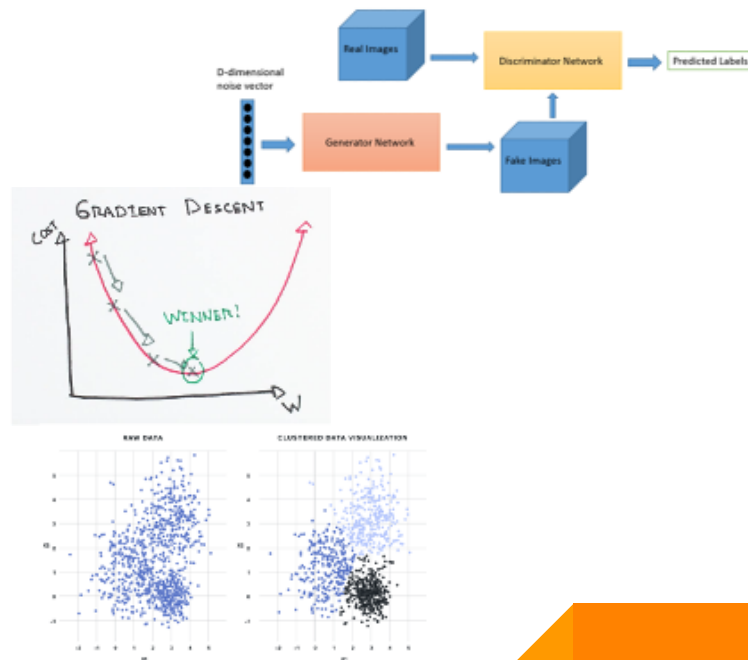 Real Images
Discriminator Network
Predicted Labels
D-dimensional
noise vector
Generator Network
Fake Images
GRADIENT DESCENT
COST
WINNER!
W
RAW DATA
CLUSTERED DATA VISUALIZATION